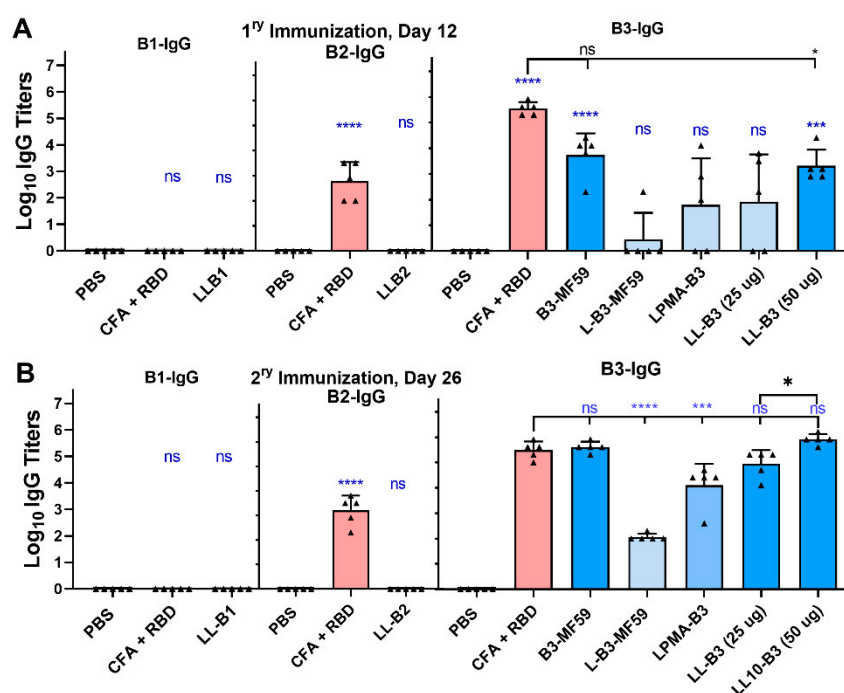 A
1ry Immunization, Day 12
B1-IgG
B2-IgG
B3-IgG
Log10 IgG Titers
7
6
5
4
3
2
1
0
ns
ns
****
ns
ns
*
****
****
ns
ns
ns
***
PBS
CFA + RBD
LLB1
PBS
CFA + RBD
LLB2
PBS
CFA + RBD
B3-MF59
L-B3-MF59
LPMA-B3
LL-B3 (25 ug)
LL-B3 (50 ug)
B
2ry Immunization, Day 26
B1-IgG
B2-IgG
B3-IgG
Log10 IgG Titers
7
6
5
4
3
2
1
0
ns
ns
****
ns
*
ns
****
***
ns
ns
PBS
CFA + RBD
LL-B1
PBS
CFA + RBD
LL-B2
PBS
CFA + RBD
B3-MF59
L-B3-MF59
LPMA-B3
LL-B3 (25 ug)
LL10-B3 (50 ug)